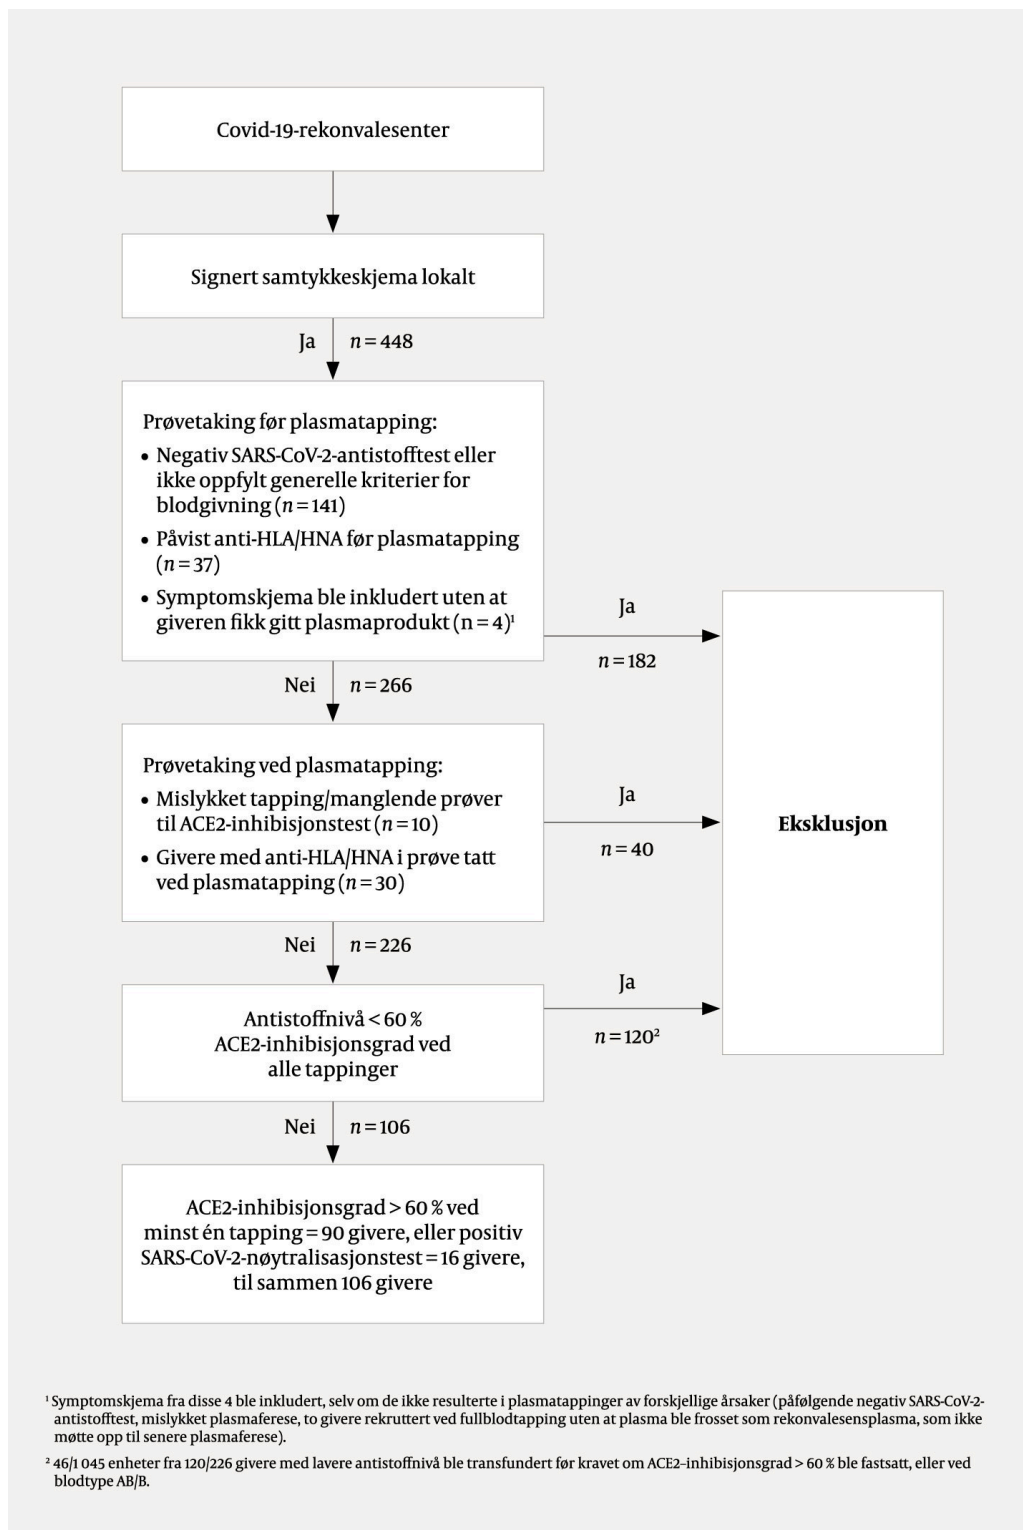 Covid-19-rekonvalesenter
Signert samtykkeskjema lokalt
Ja n = 448
Prøvetaking før plasmatapping:
• Negativ SARS-CoV-2-antistofftest eller
ikke oppfylt generelle kriterier for
blodgivning (n = 141)
• Påvist anti-HLA/HNA før plasmatapping
(n = 37)
• Symptomskjema ble inkludert uten at
giveren fikk gitt plasmaprodukt (n = 4)¹
Ja
n = 182
Nei n = 266
Prøvetaking ved plasmatapping:
• Mislykket tapping/manglende prøver
til ACE2-inhibisjonstest (n = 10)
• Givere med anti-HLA/HNA i prøve tatt
ved plasmatapping (n = 30)
Ja
n = 40
Eksklusjon
Nei n = 226
Antistoffnivå < 60 %
ACE2-inhibisjonsgrad ved
alle tappinger
Ja
n = 120²
Nei n = 106
ACE2-inhibisjonsgrad > 60 % ved
minst én tapping = 90 givere, eller positiv
SARS-CoV-2-nøytralisasjonstest = 16 givere,
til sammen 106 givere
¹ Symptomskjema fra disse 4 ble inkludert, selv om de ikke resulterte i plasmatappinger av forskjellige årsaker (påfølgende negativ SARS-CoV-2-
antistofftest, mislykket plasmaferese, to givere rekruttert ved fullblodtapping uten at plasma ble frosset som rekonvalesensplasma, som ikke
møtte opp til senere plasmaferese).
² 46/1 045 enheter fra 120/226 givere med lavere antistoffnivå ble transfundert før kravet om ACE2–inhibisjonsgrad > 60 % ble fastsatt, eller ved
blodtype AB/B.